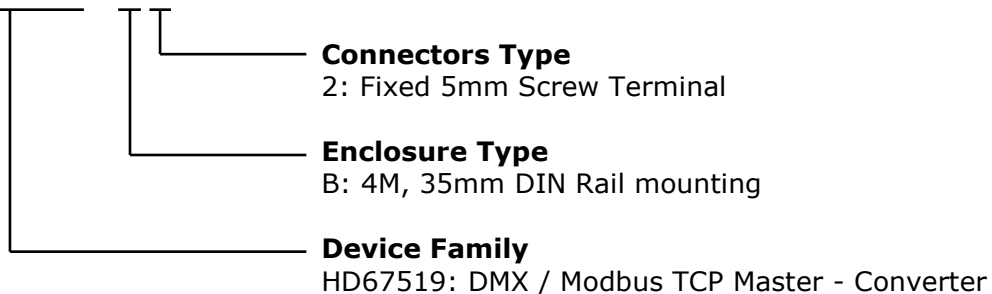 Connectors Type
2: Fixed 5mm Screw Terminal
Enclosure Type
B: 4M, 35mm DIN Rail mounting
Device Family
HD67519: DMX / Modbus TCP Master - Converter